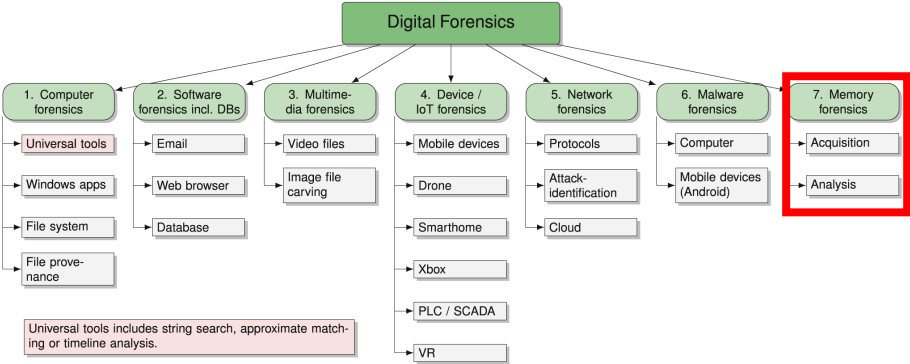 Digital Forensics
1. Computer
forensics
Universal tools
Windows apps
File system
File prove-
nance
2. Software
forensics incl. DBs
Email
Web browser
Database
3. Multime-
dia forensics
Video files
Image file
carving
4. Device /
IoT forensics
Mobile devices
Drone
Smarthome
Xbox
PLC / SCADA
VR
5. Network
forensics
Protocols
Attack-
identification
Cloud
6. Malware
forensics
Computer
Mobile devices
(Android)
7. Memory
forensics
Acquisition
Analysis
Universal tools includes string search, approximate match-
ing or timeline analysis.